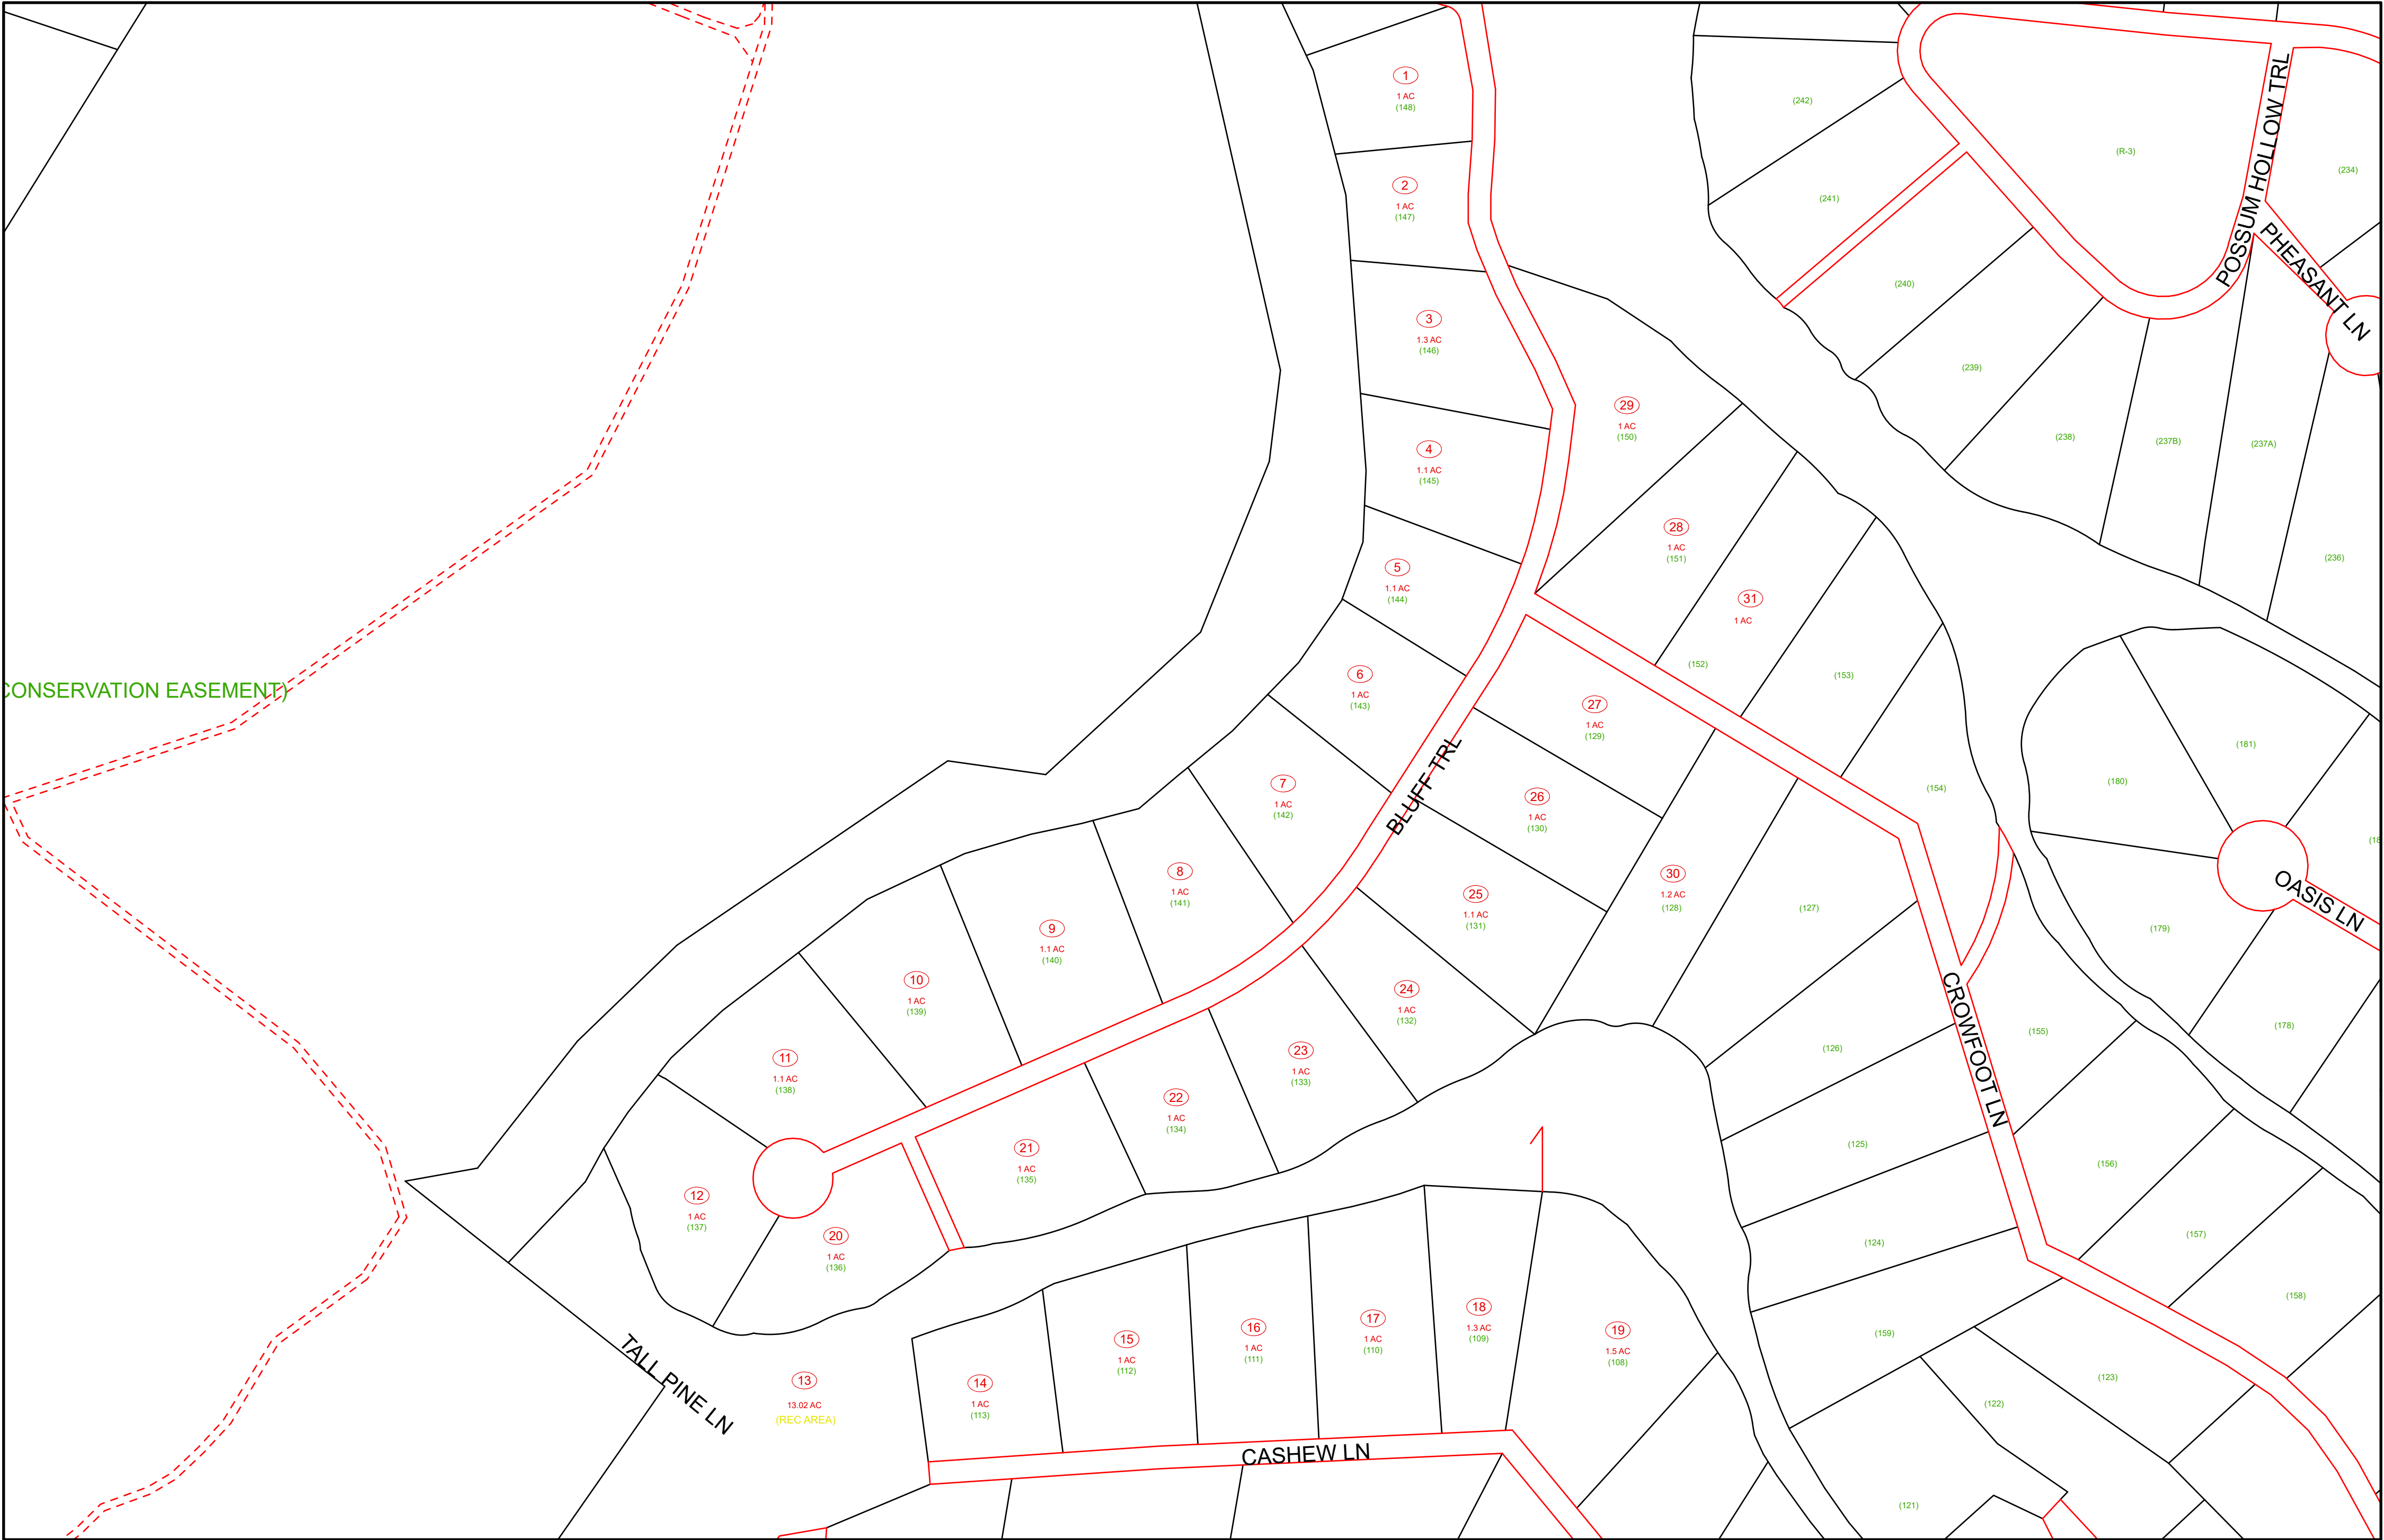 1
1 AC
(148)
2
1 AC
(147)
3
1.3 AC
(146)
4
1.1 AC
(145)
5
1.1 AC
(144)
6
1 AC
(143)
7
1 AC
(142)
8
1 AC
(141)
9
1.1 AC
(140)
10
1 AC
(139)
11
1.1 AC
(138)
12
1 AC
(137)
13
13.02 AC
(REC AREA)
14
1 AC
(113)
15
1 AC
(112)
16
1 AC
(111)
17
1 AC
(110)
18
1.3 AC
(109)
19
1.5 AC
(108)
20
1 AC
(136)
21
1 AC
(135)
22
1 AC
(134)
23
1 AC
(133)
24
1 AC
(132)
25
1.1 AC
(131)
26
1 AC
(130)
27
1 AC
(129)
28
1 AC
(151)
29
1 AC
(150)
30
1.2 AC
(128)
31
1 AC
(152)
(153)
(154)
(127)
(126)
(125)
(124)
(159)
(155)
(156)
(157)
(158)
(123)
(122)
(121)
(242)
(241)
(240)
(239)
(238)
(237B)
(237A)
(236)
(R-3)
(234)
(181)
(180)
(179)
(178)
(18
CONSERVATION EASEMENT)
BLUFF TRL
TALL PINE LN
CASHEW LN
CROWFOOT LN
OASIS LN
POSSUM HOLLOW TRL
PHEASANT LN